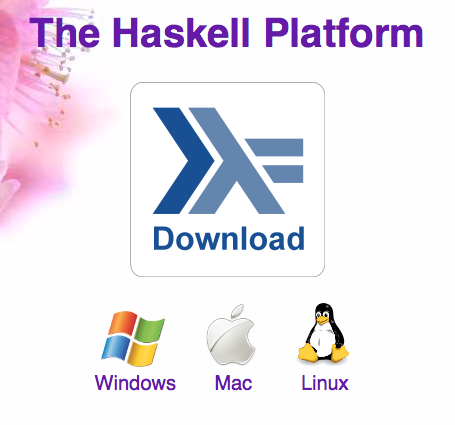 The Haskell Platform
Download
Windows Mac Linux